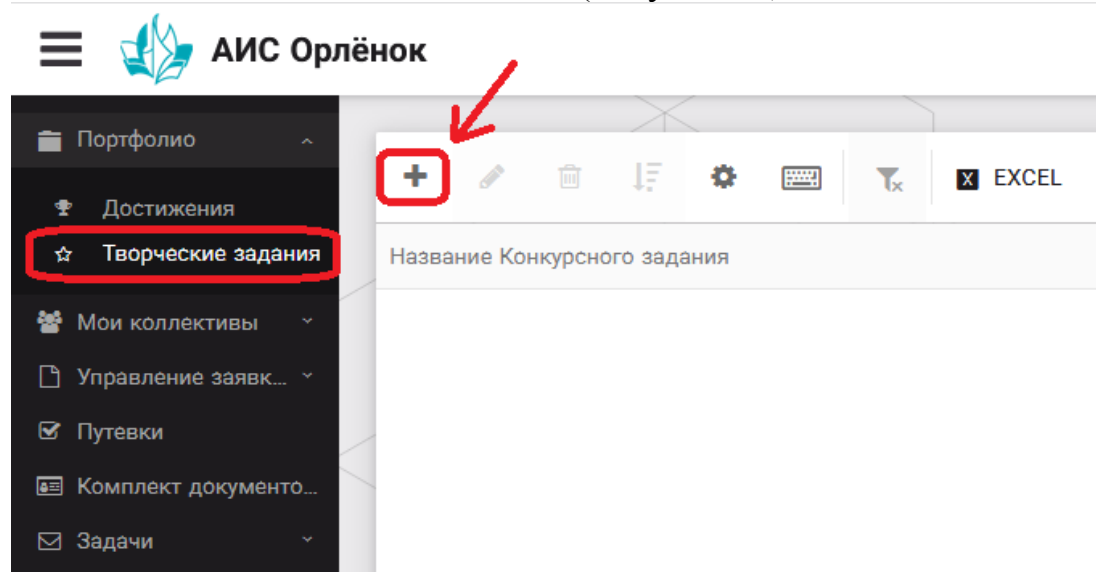 АИС Орлёнок
Портфолио
Достижения
Творческие задания
Мои коллективы
Управление заявк...
Путевки
Комплект документо...
Задачи
X EXCEL
Название Конкурсного задания